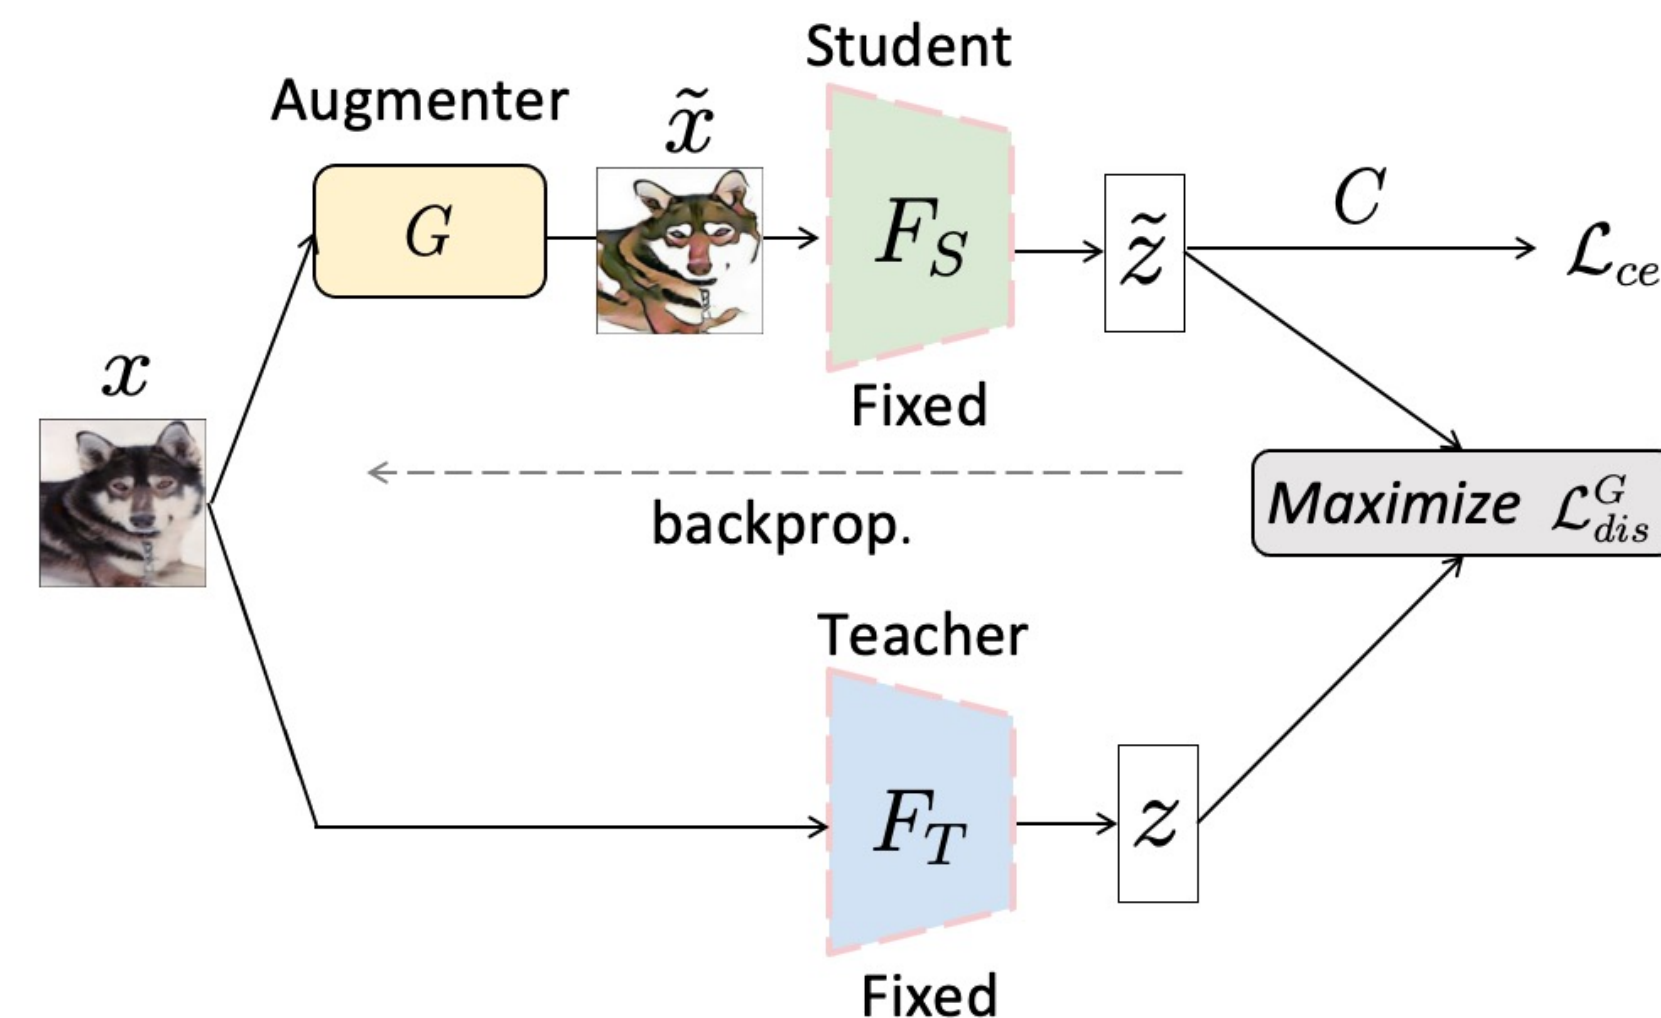 Student
Augmenter
x̃
G
F_S
z̃
C
ℒ_ce
x
Fixed
backprop.
Maximize ℒ^G_dis
Teacher
F_T
z
Fixed